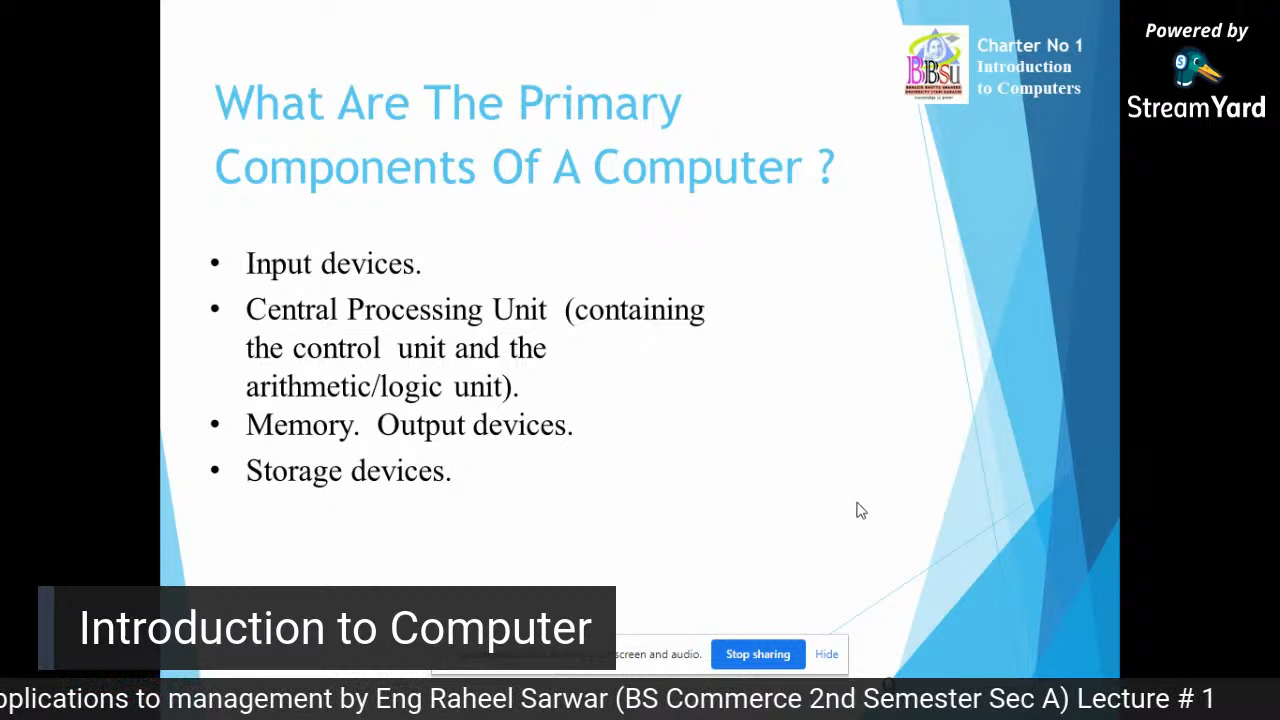 Powered by
StreamYard
BBSU
Charter No 1
Introduction
to Computers
What Are The Primary
Components Of A Computer ?
• Input devices.
• Central Processing Unit (containing
the control unit and the
arithmetic/logic unit).
• Memory. Output devices.
• Storage devices.
Introduction to Computer
screen and audio.
Stop sharing
Hide
pplications to management by Eng Raheel Sarwar (BS Commerce 2nd Semester Sec A) Lecture # 1